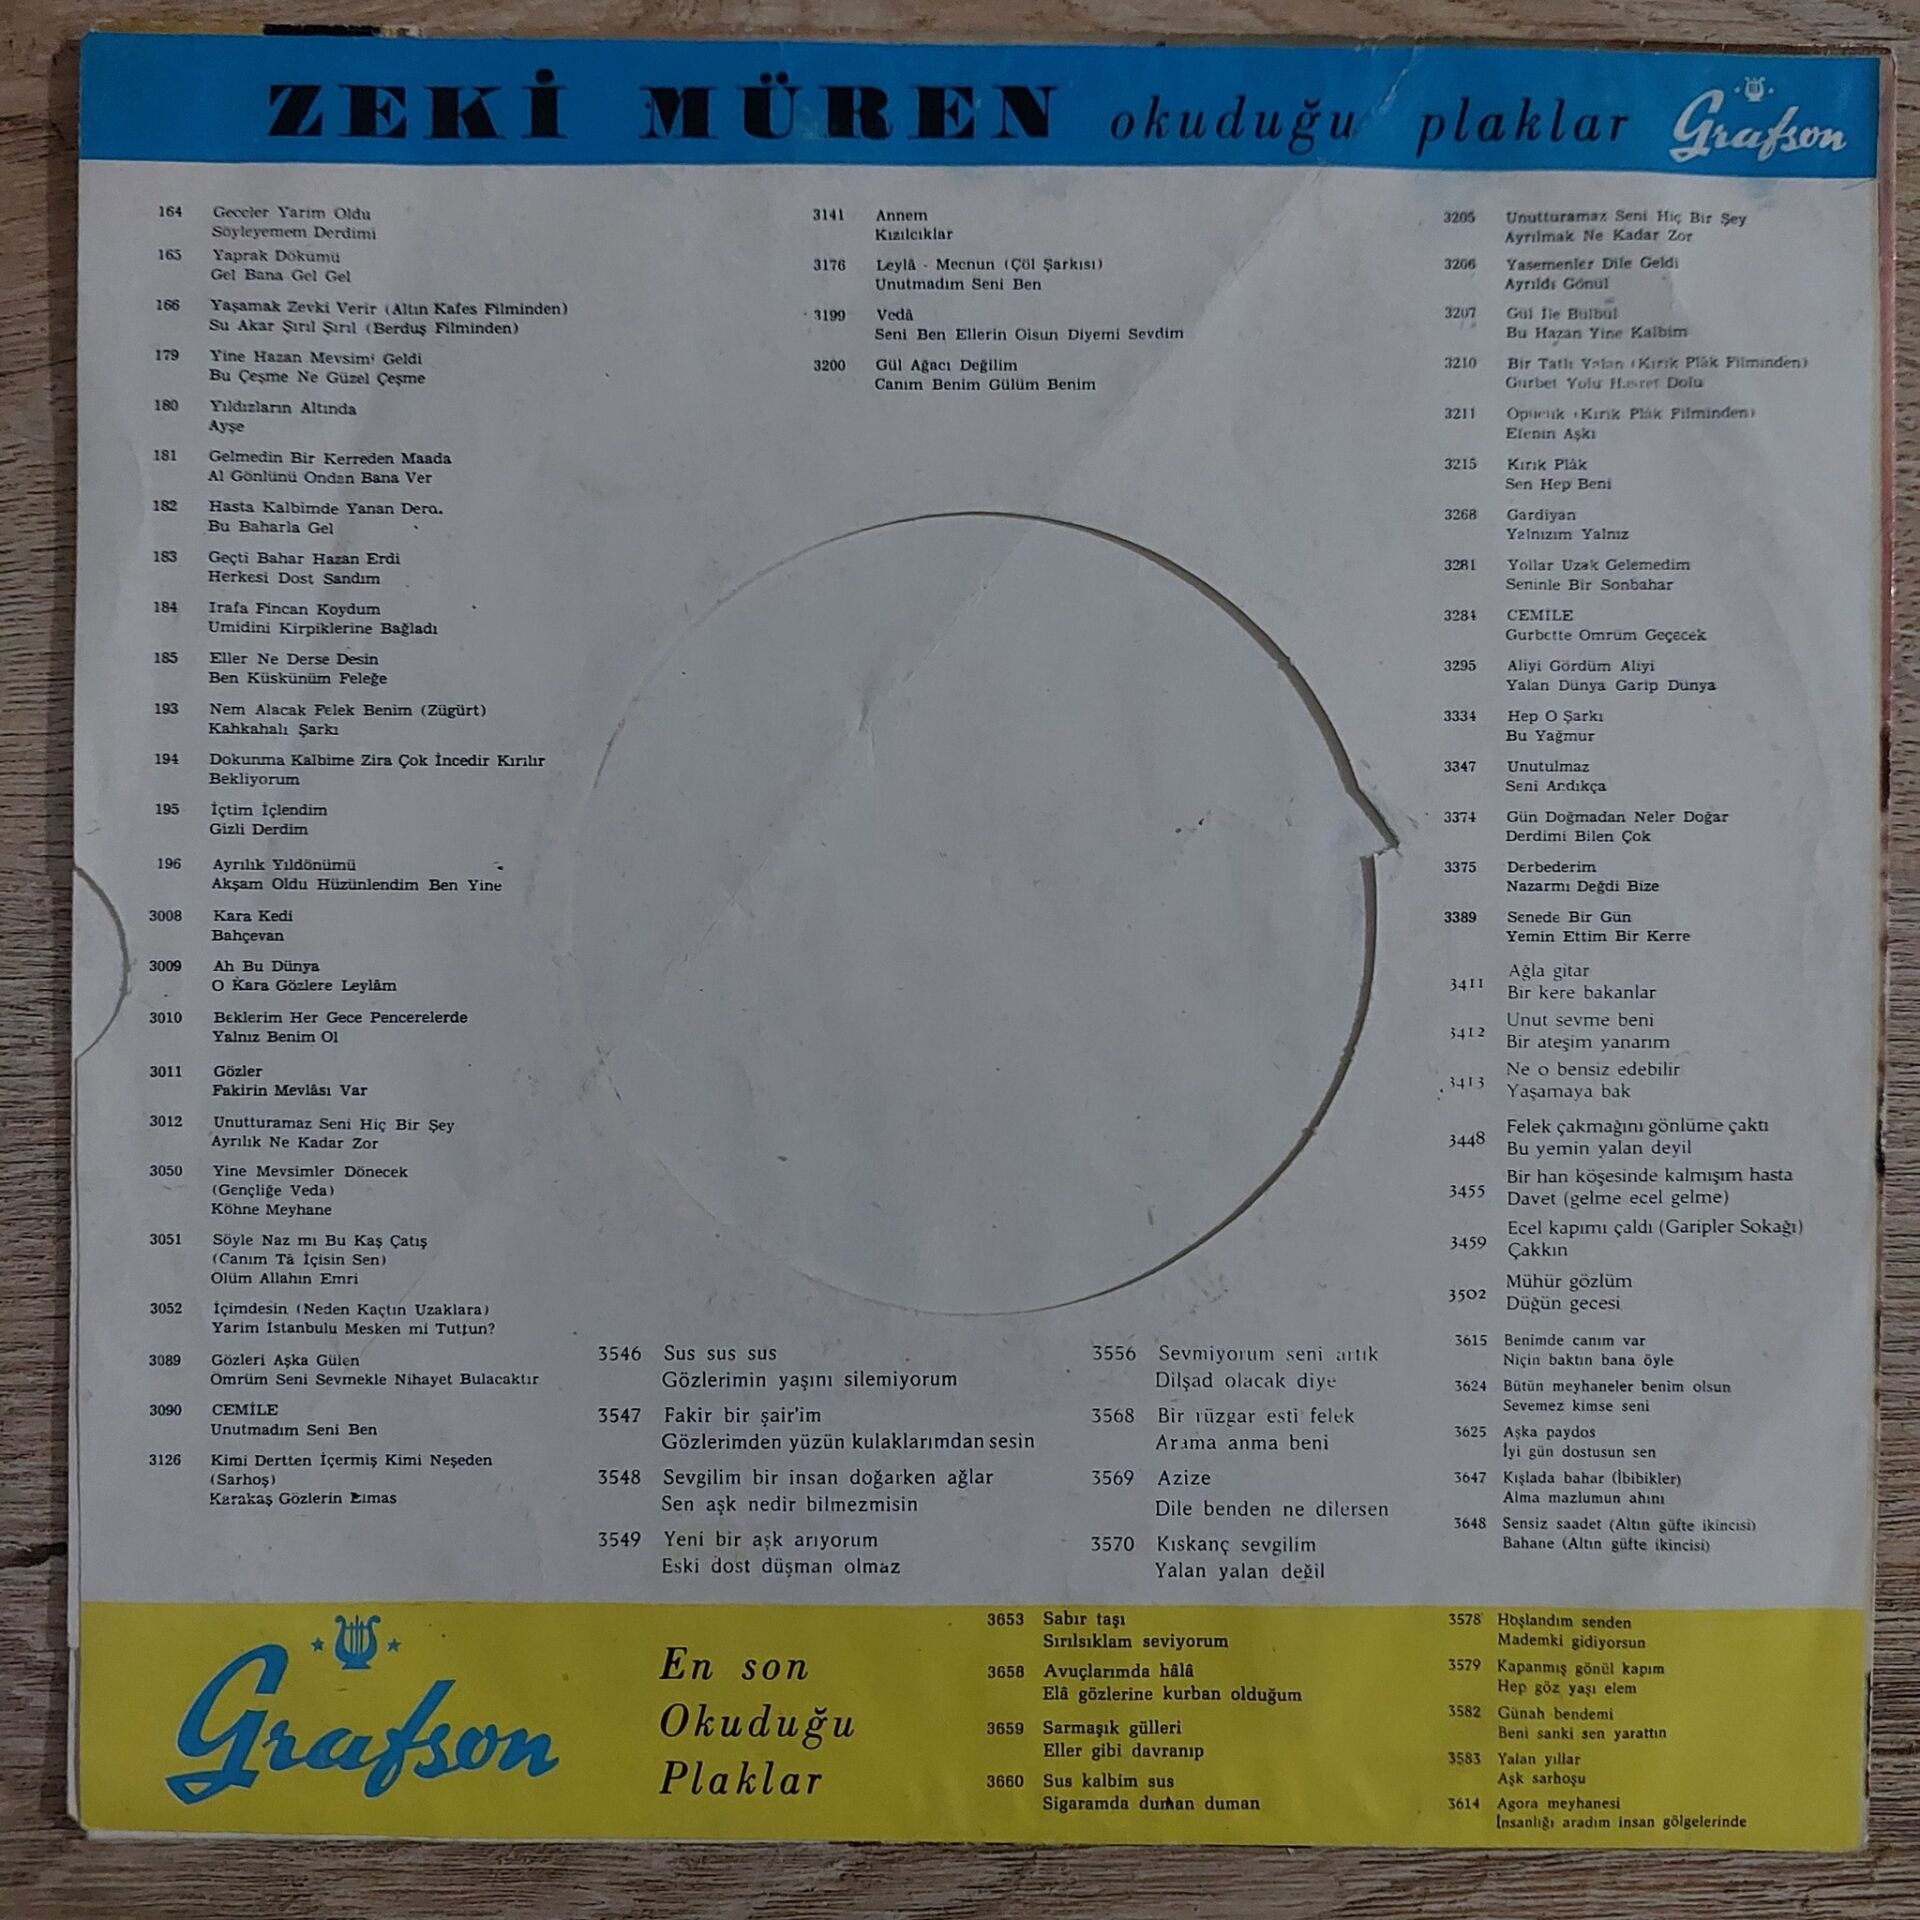 ZEKİ MÜREN okuduğu plaklar Grafson
164 Geceler Yarim Oldu
Söyleyemem Derdimi
165 Yaprak Dökümü
Gel Bana Gel Gel
166 Yaşamak Zevki Verir (Altın Kafes Filminden)
Su Akar Şırıl Şırıl (Berduş Filminden)
179 Yine Hazan Mevsimi Geldi
Bu Çeşme Ne Güzel Çeşme
180 Yıldızların Altında
Ayşe
181 Gelmedin Bir Kerreden Maada
Al Gönlünü Ondan Bana Ver
182 Hasta Kalbimde Yanan
Bu Baharla Gel
183 Geçti Bahar Hazan Erdi
Herkesi Dost Sandım
184 Irafa Fincan Koydum
Umidini Kirpiklerine Bağladı
185 Eller Ne Derse Desin
Ben Küskünüm Feleğe
193 Nem Alacak Felek Benim (Zügürt)
Kahkahalı Şarkı
194 Dokunma Kalbime Zira Çok İncedir Kırılır
Bekliyorum
195 İçtim İçlendim
Gizli Derdim
196 Ayrılık Yıldönümü
Akşam Oldu Hüzünlendim Ben Yine
3008 Kara Kedi
Bahçevan
3009 Ah Bu Dünya
O Kara Gözlere Leylâm
3010 Beklerim Her Gece Pencerelerde
Yalnız Benim Ol
3011 Gözler
Fakirin Mevlâsı Var
3012 Unutturamaz Seni Hiç Bir Şey
Ayrılık Ne Kadar Zor
3050 Yine Mevsimler Dönecek
(Gençliğe Veda)
Köhne Meyhane
3051 Söyle Naz mı Bu Kaş Çatış
(Canım Tâ İçisin Sen)
Ölüm Allahın Emri
3052 İçimdesin (Neden Kaçtın Uzaklara)
Yarim İstanbulu Mesken mi Tuttun?
3089 Gözleri Aşka Gülen
Omrüm Seni Sevmekle Nihayet Bulacaktır
3090 CEMİLE
Unutmadım Seni Ben
3126 Kimi Dertten İçermiş Kimi Neşeden
(Sarhoş)
Karakaş Gözlerin Elmas
3141 Annem
Kızılcıklar
3176 Leylâ - Mecnun (Çöl Şarkısı)
Unutmadım Seni Ben
3199 Vedâ
Seni Ben Ellerin Olsun Diyemi Sevdim
3200 Gül Ağacı Değilim
Canım Benim Gülüm Benim
3546 Sus sus sus
Gözlerimin yaşını silemiyorum
3547 Fakir bir şair'im
Gözlerimden yüzün kulaklarımdan sesin
3548 Sevgilim bir insan doğarken ağlar
Sen aşk nedir bilmezmisin
3549 Yeni bir aşk arıyorum
Eski dost düşman olmaz
3556 Sevmiyorum seni artık
Dilşad olacak diye
3568 Bir rüzgar esti felek
Arama anma beni
3569 Azize
Dile benden ne dilersen
3570 Kıskanç sevgilim
Yalan yalan değil
3205 Unutturamaz Seni Hiç Bir Şey
Ayrılmak Ne Kadar Zor
3206 Yasemenler Dile Geldi
Ayrıldı Gönül
3207 Gül İle Bülbül
Bu Hazan Yine Kalbim
3210 Bir Tatlı Yalan (Kırık Plâk Filminden)
Gurbet Yolu Hasret Dolu
3211 Öpücük (Kırık Plâk Filminden)
Efenin Aşkı
3215 Kırık Plâk
Sen Hep Beni
3268 Gardiyan
Yalnızım Yalnız
3281 Yollar Uzak Gelemedim
Seninle Bir Sonbahar
3284 CEMİLE
Gurbette Omrüm Geçecek
3295 Aliyi Gördüm Aliyi
Yalan Dünya Garip Dünya
3334 Hep O Şarkı
Bu Yağmur
3347 Unutulmaz
Seni Andıkça
3374 Gün Doğmadan Neler Doğar
Derdimi Bilen Çok
3375 Derbederim
Nazarmı Değdi Bize
3389 Senede Bir Gün
Yemin Ettim Bir Kerre
3411 Ağla gitar
Bir kere bakanlar
3412 Unut sevme beni
Bir ateşim yanarım
3413 Ne o bensiz edebilir
Yaşamaya bak
3448 Felek çakmağını gönlüme çaktı
Bu yemin yalan deyil
3455 Bir han köşesinde kalmışım hasta
Davet (gelme ecel gelme)
3459 Ecel kapımı çaldı (Garipler Sokağı)
Çakkın
3502 Mühür gözlüm
Düğün gecesi
3615 Benimde canım var
Niçin baktın bana öyle
3624 Bütün meyhaneler benim olsun
Sevemez kimse seni
3625 Aşka paydos
İyi gün dostusun sen
3647 Kışlada bahar (İbibikler)
Alma mazlumun ahını
3648 Sensiz saadet (Altın güfte ikincisi)
Bahane (Altın güfte ikincisi)
Grafson
En son
Okuduğu
Plaklar
3653 Sabır taşı
Sırılsıklam seviyorum
3658 Avuçlarımda hâlâ
Elâ gözlerine kurban olduğum
3659 Sarmaşık gülleri
Eller gibi davranıp
3660 Sus kalbim sus
Sigaramda duman duman
3578 Hoşlandım senden
Mademki gidiyorsun
3579 Kapanmış gönül kapım
Hep göz yaşı elem
3582 Günah bendemi
Beni sanki sen yarattın
3583 Yalan yıllar
Aşk sarhoşu
3614 Agora meyhanesi
İnsanlığı aradım insan gölgelerinde